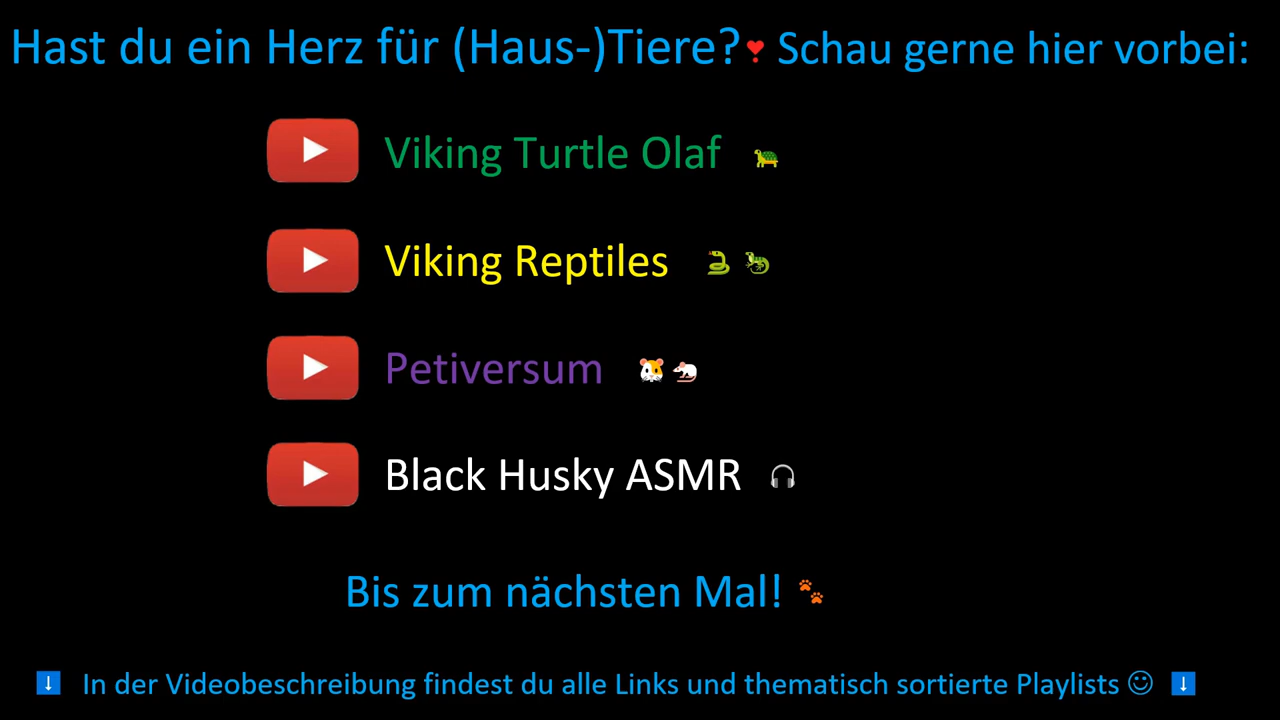 Hast du ein Herz für (Haus-)Tiere?❣ Schau gerne hier vorbei:
Viking Turtle Olaf 🐢
Viking Reptiles 🐍 🦎
Petiversum 🐹 🐁
Black Husky ASMR 🎧
Bis zum nächsten Mal! 🐾
⬇ In der Videobeschreibung findest du alle Links und thematisch sortierte Playlists ☺ ⬇